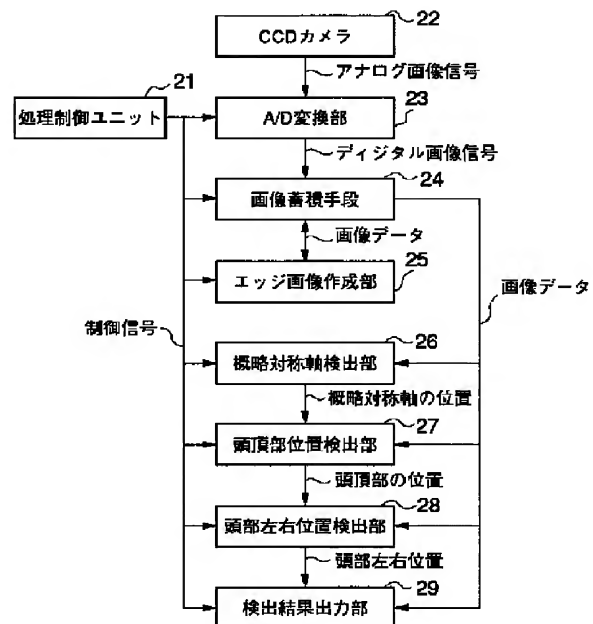 22
CCDカメラ
アナログ画像信号
21
処理制御ユニット
23
A/D変換部
ディジタル画像信号
24
画像蓄積手段
画像データ
25
エッジ画像作成部
画像データ
制御信号
26
概略対称軸検出部
概略対称軸の位置
27
頭頂部位置検出部
頭頂部の位置
28
頭部左右位置検出部
頭部左右位置
29
検出結果出力部